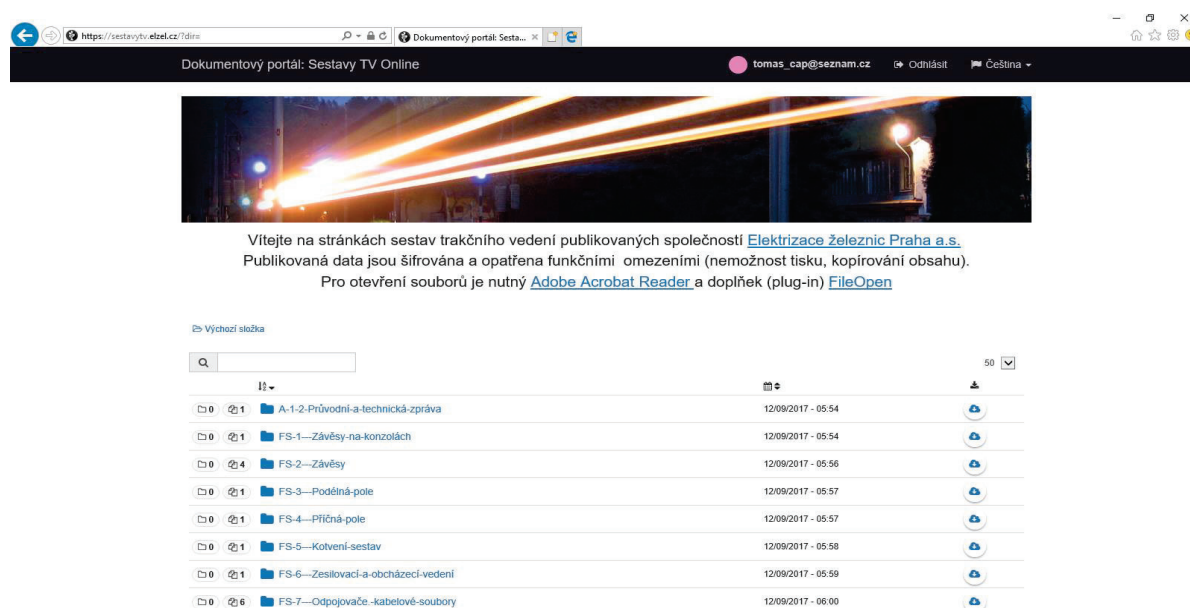 https://sestavytv.elzel.cz/?dir=
Dokumentový portál: Sesta...
Dokumentový portál: Sestavy TV Online
tomas_cap@seznam.cz
Odhlásit
Čeština
Vítejte na stránkách sestav trakčního vedení publikovaných společností Elektrizace železnic Praha a.s.
Publikovaná data jsou šifrována a opatřena funkčními omezeními (nemožnost tisku, kopírování obsahu).
Pro otevření souborů je nutný Adobe Acrobat Reader a doplňek (plug-in) FileOpen
Výchozí složka
50
0 1 A-1-2-Průvodní-a-technická-zpráva 12/09/2017 - 05:54
0 1 FS-1---Závěsy-na-konzolách 12/09/2017 - 05:54
0 4 FS-2---Závěsy 12/09/2017 - 05:56
0 1 FS-3---Podélná-pole 12/09/2017 - 05:57
0 1 FS-4---Příčná-pole 12/09/2017 - 05:57
0 1 FS-5---Kotvení-sestav 12/09/2017 - 05:58
0 1 FS-6---Zesilovací-a-obcházecí-vedení 12/09/2017 - 05:59
0 6 FS-7---Odpojovače.-kabelové-soubory 12/09/2017 - 06:00